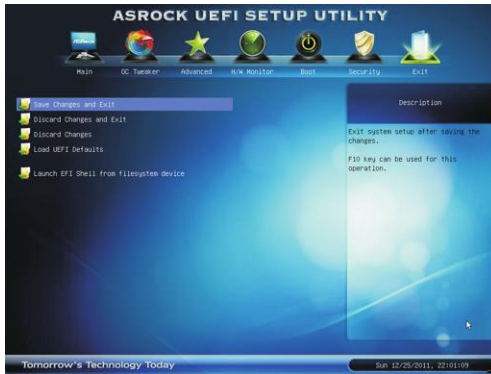 ASROCK UEFI SETUP UTILITY
Main OC Tweaker Advanced H/W Monitor Boot Security Exit
Save Changes and Exit
Discard Changes and Exit
Discard Changes
Load UEFI Defaults
Launch EFI Shell from filesystem device
Description
Exit system setup after saving the
changes.
F10 key can be used for this
operation.
Tomorrow's Technology Today
Sun 12/25/2011, 22:01:09